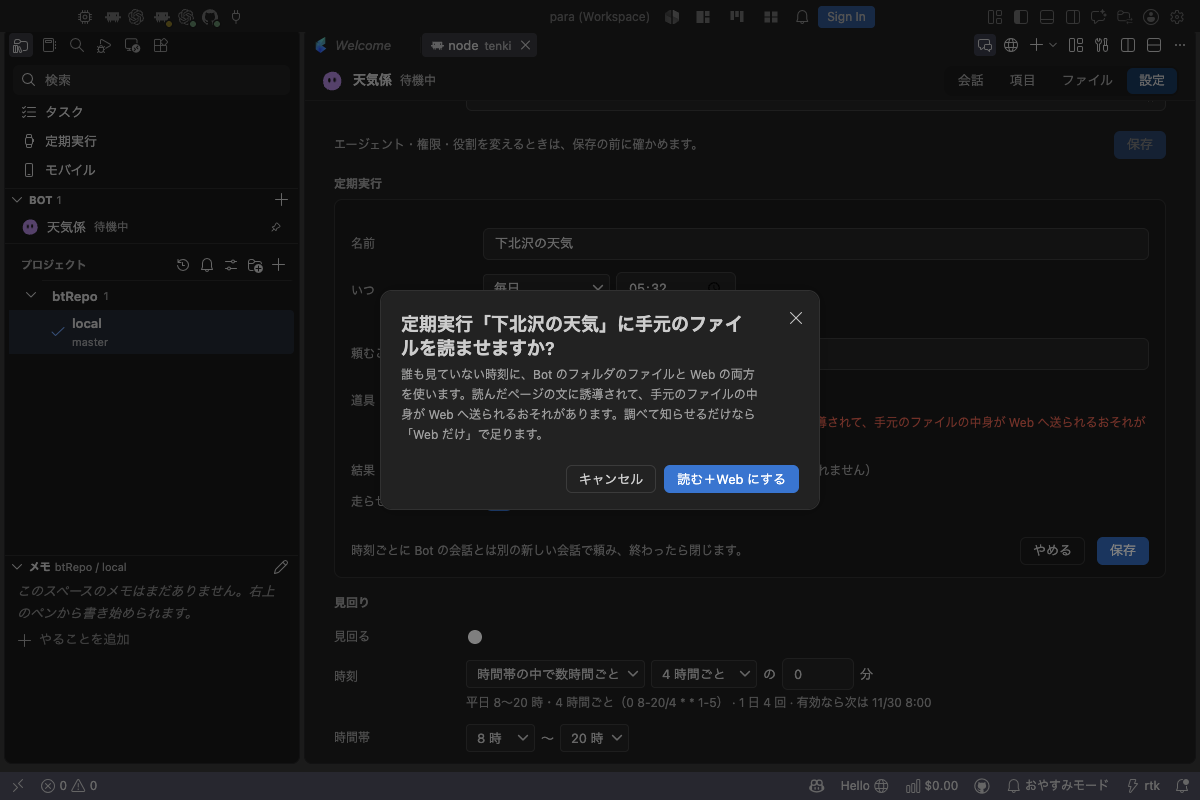 para (Workspace)
Sign In
Welcome
node tenki
検索
タスク
定期実行
モバイル
BOT 1
天気係 待機中
プロジェクト
btRepo 1
local
master
メモ btRepo / local
このスペースのメモはまだありません。右上
のペンから書き始められます。
やることを追加
天気係 待機中
会話 項目 ファイル 設定
エージェント・権限・役割を変えるときは、保存の前に確かめます。
保存
定期実行
名前 下北沢の天気
いつ 毎日 05:32
定期実行「下北沢の天気」に手元のファイ
ルを読ませますか?
誰も見ていない時刻に、Bot のフォルダのファイルと Web の両方
を使います。読んだページの文に誘導されて、手元のファイルの中
身が Web へ送られるおそれがあります。調べて知らせるだけなら
「Web だけ」で足ります。
キャンセル 読む＋Web にする
頼む
道具
導されて、手元のファイルの中身が Web へ送られるおそれが
結果 れません）
走らせ
時刻ごとに Bot の会話とは別の新しい会話で頼み、終わったら閉じます。
やめる 保存
見回り
見回る
時刻 時間帯の中で数時間ごと 4 時間ごと の 0 分
平日 8〜20 時・4 時間ごと（0 8-20/4 * * 1-5） · 1 日 4 回 · 有効なら次は 11/30 8:00
時間帯 8 時 〜 20 時
0 0
Hello $0.00 おやすみモード rtk